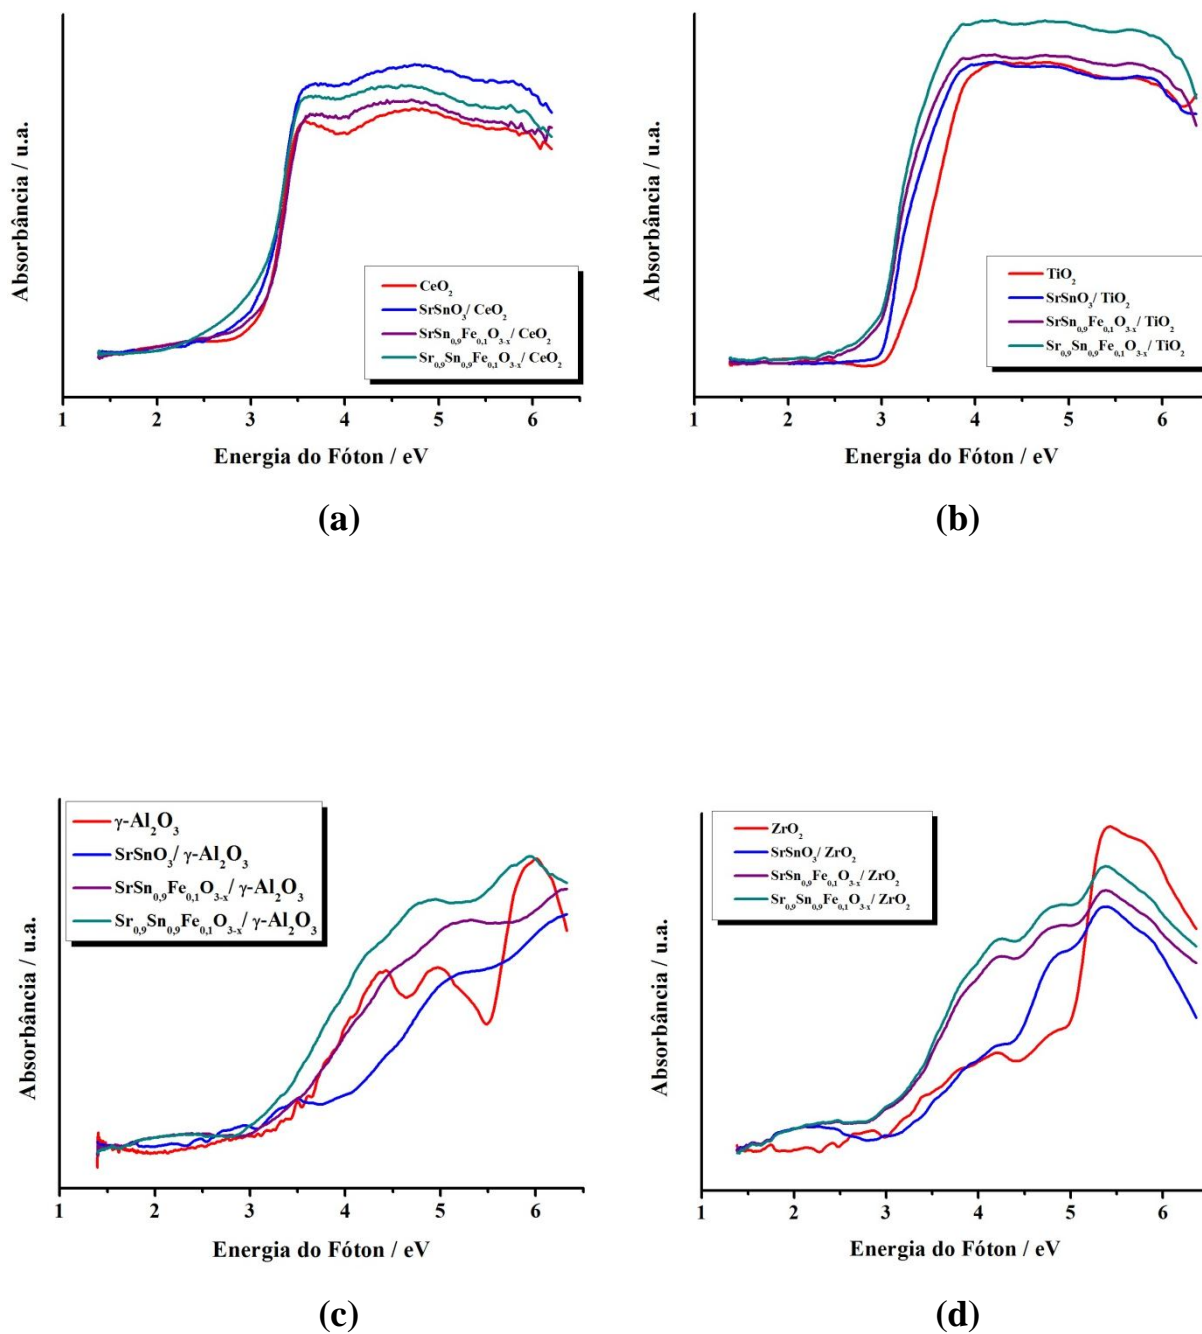 Absorbância / u.a.
CeO₂
SrSnO₃/ CeO₂
SrSn₀,₉Fe₀,₁O₃₋ₓ/ CeO₂
Sr₀,₉Sn₀,₉Fe₀,₁O₃₋ₓ/ CeO₂
1 2 3 4 5 6
Energia do Fóton / eV
(a)
Absorbância / u.a.
TiO₂
SrSnO₃/ TiO₂
SrSn₀,₉Fe₀,₁O₃₋ₓ/ TiO₂
Sr₀,₉Sn₀,₉Fe₀,₁O₃₋ₓ/ TiO₂
1 2 3 4 5 6
Energia do Fóton / eV
(b)
Absorbância / u.a.
γ-Al₂O₃
SrSnO₃/ γ-Al₂O₃
SrSn₀,₉Fe₀,₁O₃₋ₓ/ γ-Al₂O₃
Sr₀,₉Sn₀,₉Fe₀,₁O₃₋ₓ/ γ-Al₂O₃
1 2 3 4 5 6
Energia do Fóton / eV
(c)
Absorbância / u.a.
ZrO₂
SrSnO₃/ ZrO₂
SrSn₀,₉Fe₀,₁O₃₋ₓ/ ZrO₂
Sr₀,₉Sn₀,₉Fe₀,₁O₃₋ₓ/ ZrO₂
1 2 3 4 5 6
Energia do Fóton / eV
(d)